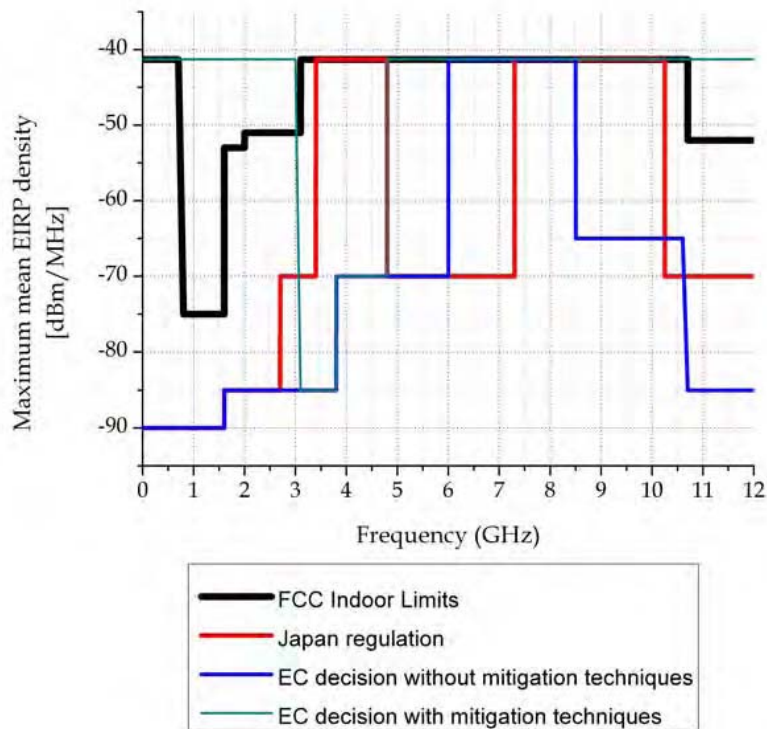 Maximum mean EIRP density
[dBm/MHz]
-40
-50
-60
-70
-80
-90
0 1 2 3 4 5 6 7 8 9 10 11 12
Frequency (GHz)
FCC Indoor Limits
Japan regulation
EC decision without mitigation techniques
EC decision with mitigation techniques